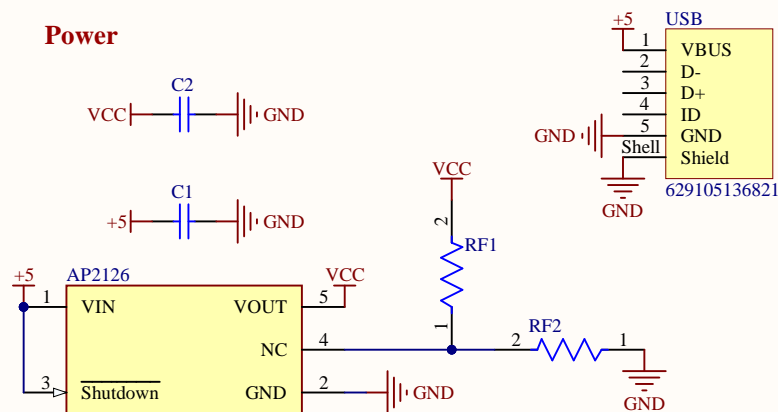 Power
C2
VCC
GND
C1
+5
GND
USB
+5
1 VBUS
2 D-
3 D+
4 ID
5 GND
GND
Shell Shield
GND
629105136821
VCC
2
RF1
1
AP2126
+5
VCC
1 VIN
VOUT 5
NC 4
3 Shutdown
GND 2
GND
2 RF2 1
GND